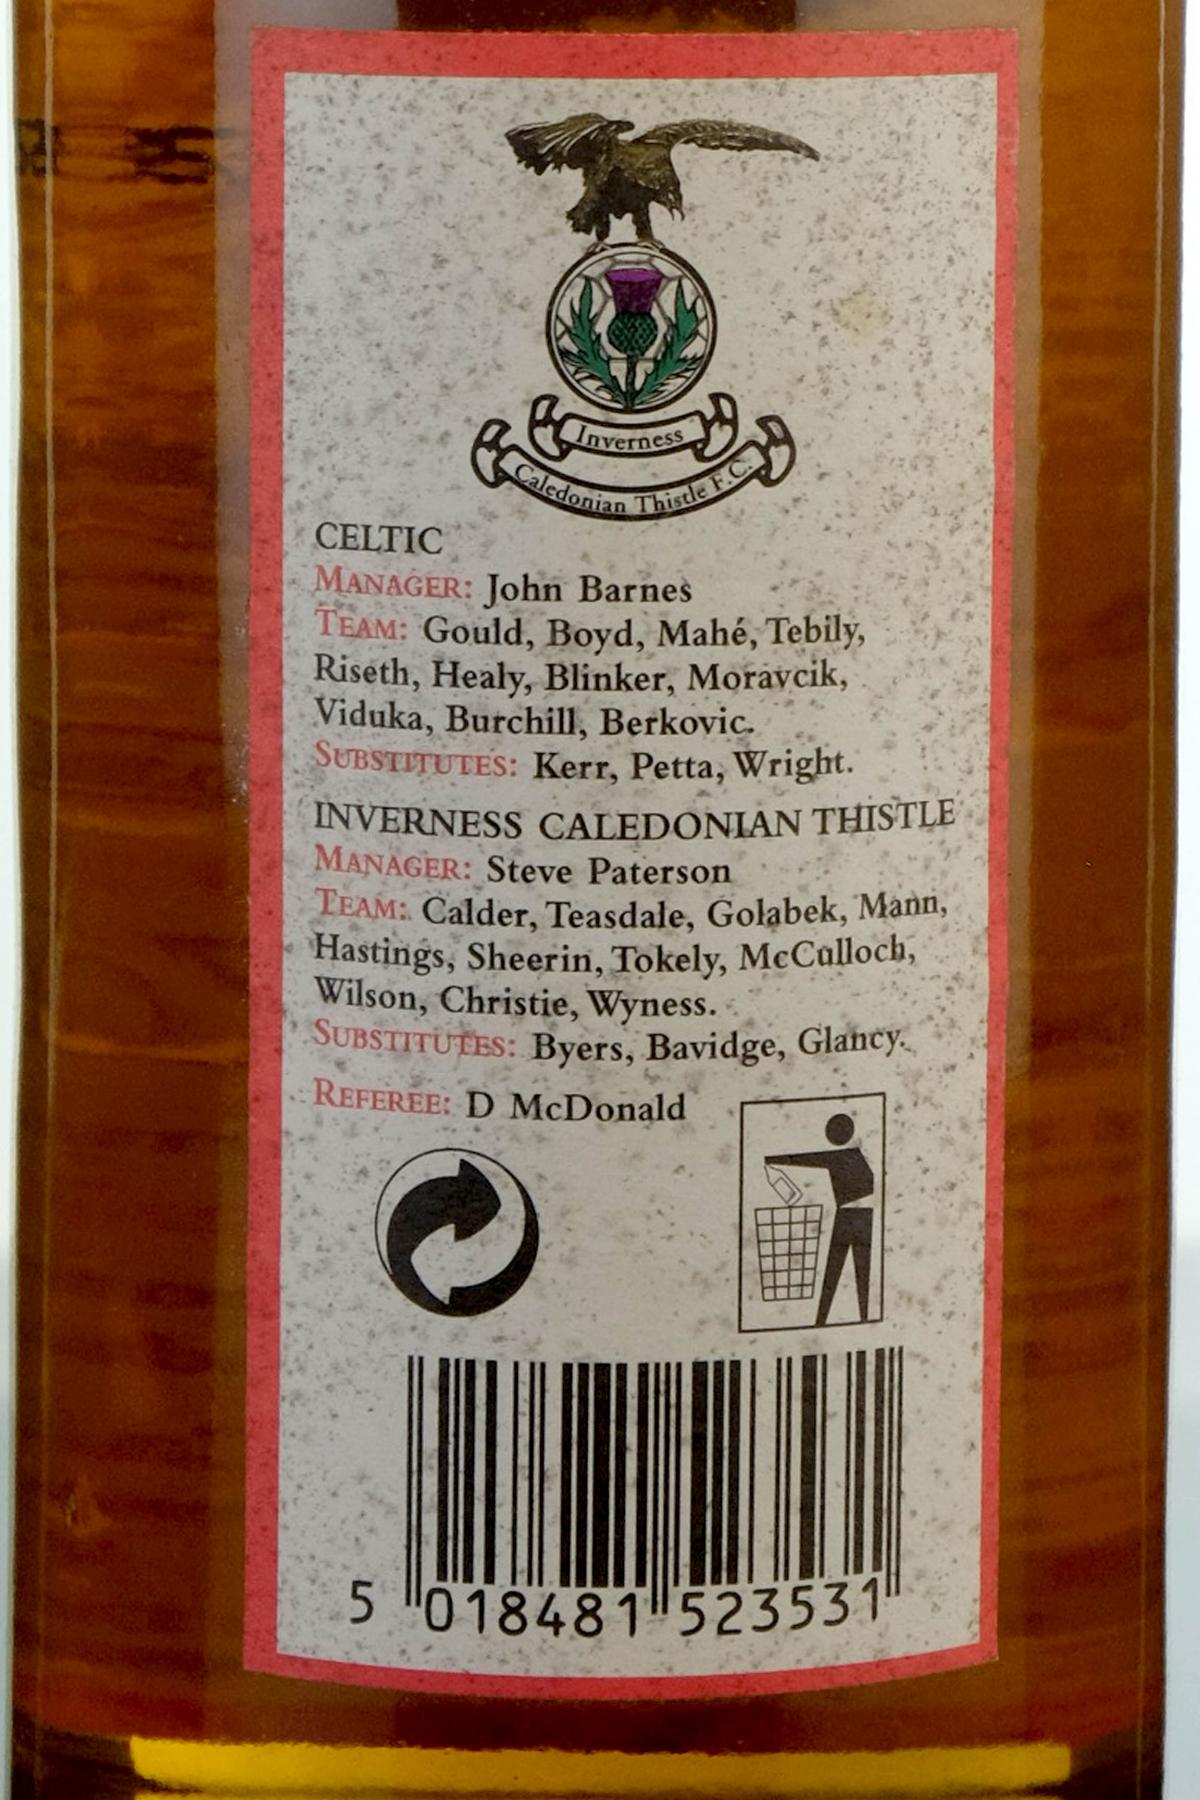 Inverness
Caledonian Thistle F.C.
CELTIC
MANAGER: John Barnes
TEAM: Gould, Boyd, Mahé, Tebily,
Riseth, Healy, Blinker, Moravcik,
Viduka, Burchill, Berkovic.
SUBSTITUTES: Kerr, Petta, Wright.
INVERNESS CALEDONIAN THISTLE
MANAGER: Steve Paterson
TEAM: Calder, Teasdale, Golabek, Mann,
Hastings, Sheerin, Tokely, McCulloch,
Wilson, Christie, Wyness.
SUBSTITUTES: Byers, Bavidge, Glancy.
REFEREE: D McDonald
5 018481 523531